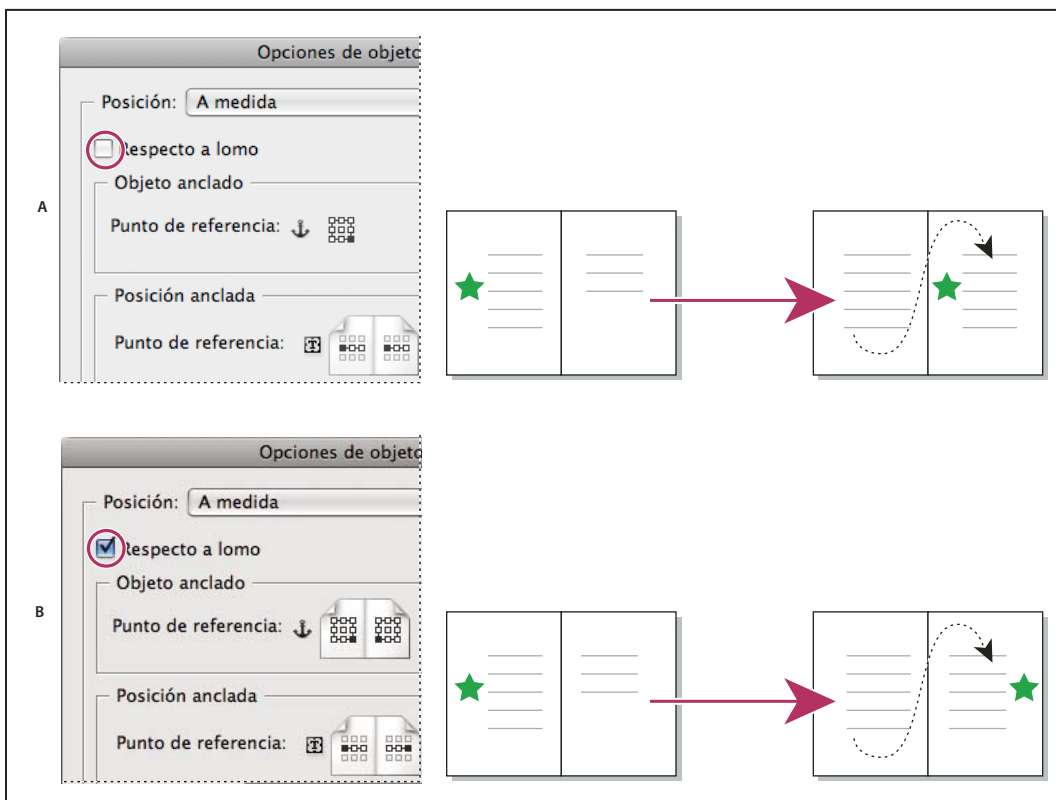 Opciones de objeto
Posición: A medida
Respecto a lomo
Objeto anclado
A
Punto de referencia:
Posición anclada
Punto de referencia: T
Opciones de objeto
Posición: A medida
Respecto a lomo
Objeto anclado
B
Punto de referencia:
Posición anclada
Punto de referencia: T